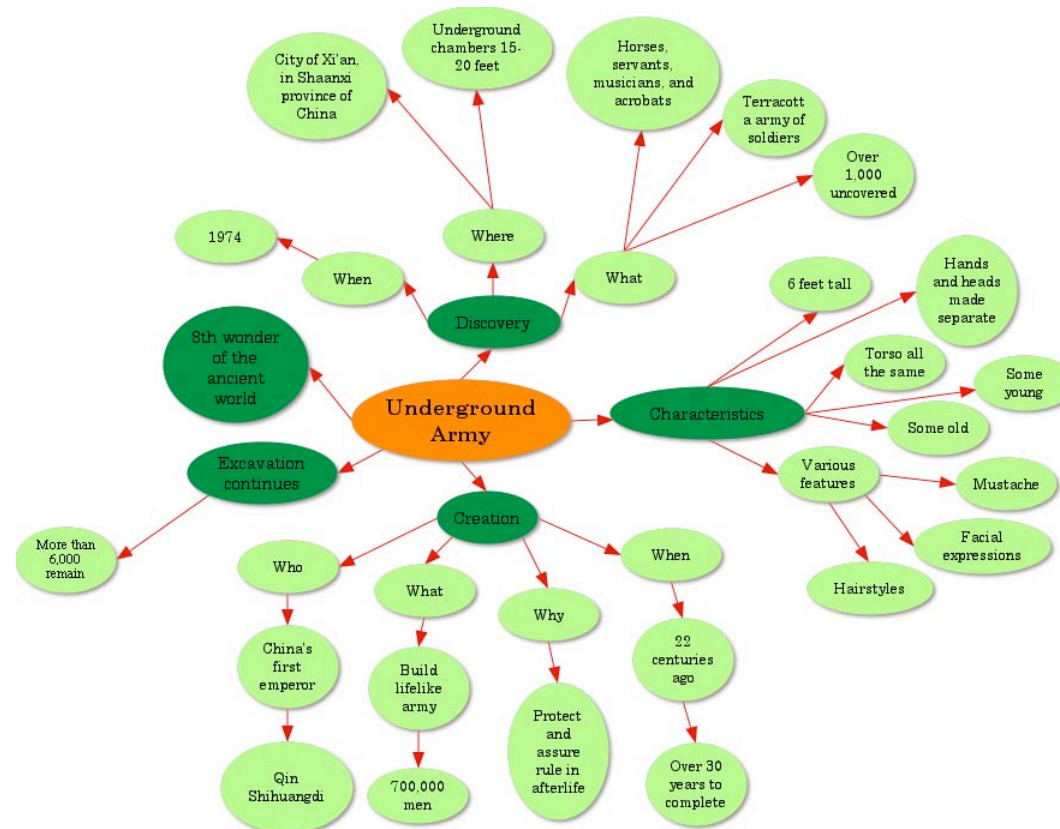 Underground
chambers 15-
20 feet
City of Xi'an,
in Shaanxi
province of
China
Horses,
servants,
musicians, and
acrobats
Terracott
a army of
soldiers
Over
1,000
uncovered
1974
When
Where
What
Discovery
8th wonder
of the
ancient
world
Underground
Army
6 feet tall
Hands
and heads
made
separate
Torso all
the same
Some
young
Characteristics
Some old
Various
features
Mustache
Facial
expressions
Hairstyles
Excavation
continues
More than
6,000
remain
Creation
Who
What
Why
When
China's
first
emperor
Build
lifelike
army
Protect
and
assure
rule in
afterlife
22
centuries
ago
Qin
Shihuangdi
700,000
men
Over 30
years to
complete